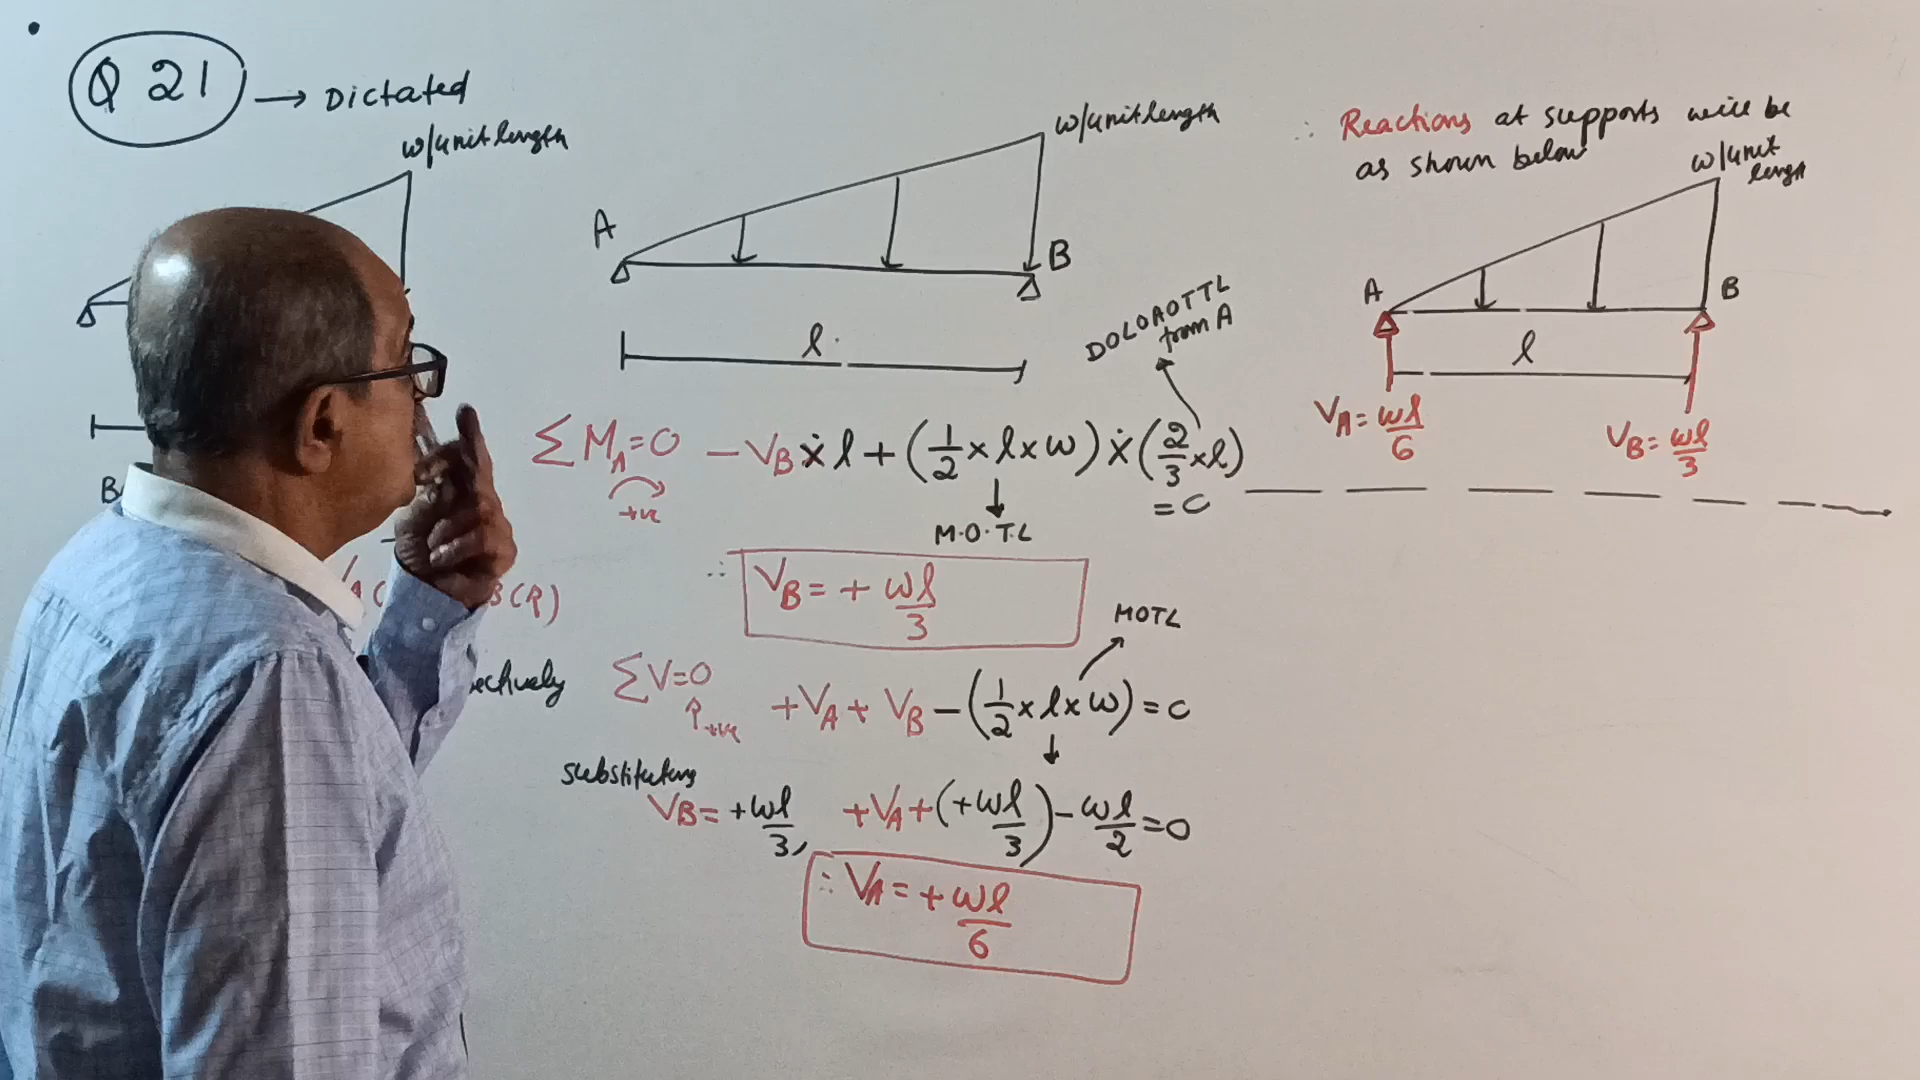 Q 21 → Dictated
w/unit length
B
V
A
(
B(R)
ectively
w/unit length
A
B
l
DOLOAOTTL
from A
∑M_A=0 - V_B × l + (1/2 × l × w) × (2/3 × l)
+ve
= 0
M.O.T.L
∴ V_B = + wl/3
MOTL
∑V=0 +V_A + V_B - (1/2 × l × w) = 0
+ve
substituting
V_B = + wl/3, +V_A + (+wl/3) - wl/2 = 0
∴ V_A = + wl/6
∴ Reactions at supports will be
as shown below
w/unit
length
A
B
l
V_A = wl/6
V_B = wl/3